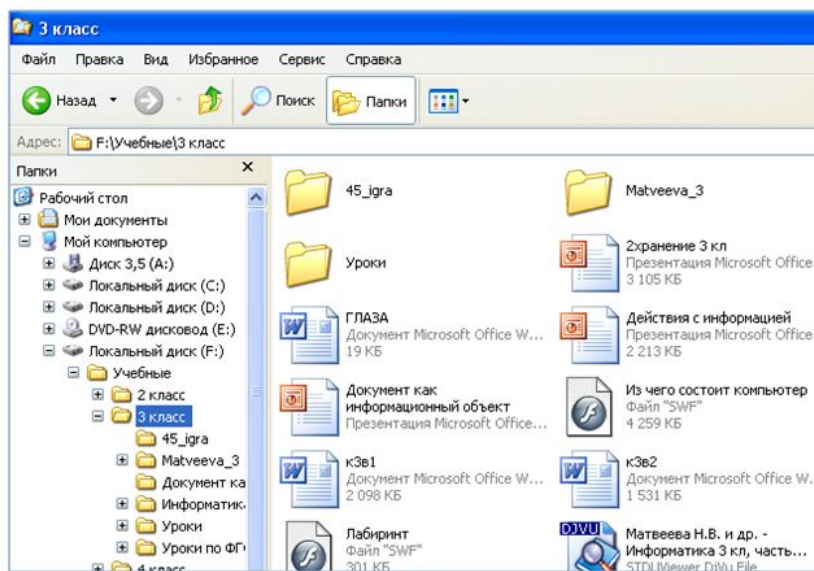 3 класс
Файл Правка Вид Избранное Сервис Справка
Назад Поиск Папки
Адрес: F:\Учебные\3 класс
Папки
Рабочий стол
Мои документы
Мой компьютер
Диск 3,5 (A:)
Локальный диск (C:)
Локальный диск (D:)
DVD-RW дисковод (E:)
Локальный диск (F:)
Учебные
2 класс
3 класс
45_igra
Matveeva_3
Документ ка
Информатик
Уроки
Уроки по ФГ
4 класс
45_igra
Matveeva_3
Уроки
2хранение 3 кл
Презентация Microsoft Office
3 105 КБ
ГЛАЗА
Документ Microsoft Office W...
19 КБ
Действия с информацией
Презентация Microsoft Office
2 213 КБ
Документ как
информационный объект
Презентация Microsoft Office...
Из чего состоит компьютер
Файл "SWF"
4 259 КБ
к3в1
Документ Microsoft Office W...
2 098 КБ
к3в2
Документ Microsoft Office W.
1 531 КБ
Лабиринт
Файл "SWF"
301 КБ
DJVU
Матвеева Н.В. и др. -
Информатика 3 кл, часть...
STDUViewer DjVu File